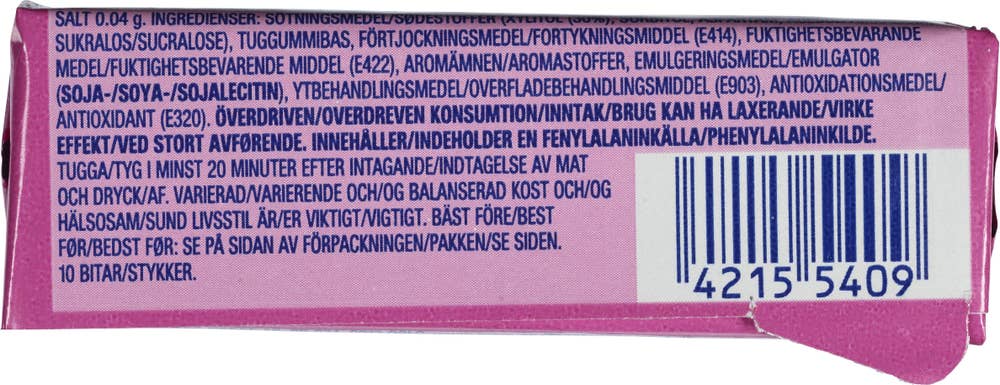 SALT 0.04 g. INGREDIENSER: SÖTNINGSMEDEL/SØDESTOFFER (XYLITOL
SUKRALOS/SUCRALOSE), TUGGUMMIBAS, FÖRTJOCKNINGSMEDEL/FORTYKNINGSMIDDEL (E414), FUKTIGHETSBEVARANDE
MEDEL/FUKTIGHETSBEVARENDE MIDDEL (E422), AROMÄMNEN/AROMASTOFFER, EMULGERINGSMEDEL/EMULGATOR
(SOJA-/SOYA-/SOJALECITIN), YTBEHANDLINGSMEDEL/OVERFLADEBEHANDLINGSMIDDEL (E903), ANTIOXIDATIONSMEDEL/
ANTIOXIDANT (E320). ÖVERDRIVEN/OVERDREVEN KONSUMTION/INNTAK/BRUG KAN HA LAXERANDE/VIRKE
EFFEKT/VED STORT AVFØRENDE. INNEHÅLLER/INDEHOLDER EN FENYLALANINKÄLLA/PHENYLALANINKILDE.
TUGGA/TYG I MINST 20 MINUTER EFTER INTAGANDE/INDTAGELSE AV MAT
OCH DRYCK/AF. VARIERAD/VARIERENDE OCH/OG BALANSERAD KOST OCH/OG
HÄLSOSAM/SUND LIVSSTIL ÄR/ER VIKTIGT/VIGTIGT. BÄST FÖRE/BEST
FØR/BEDST FØR: SE PÅ SIDAN AV FÖRPACKNINGEN/PAKKEN/SE SIDEN.
10 BITAR/STYKKER.
4215 5409